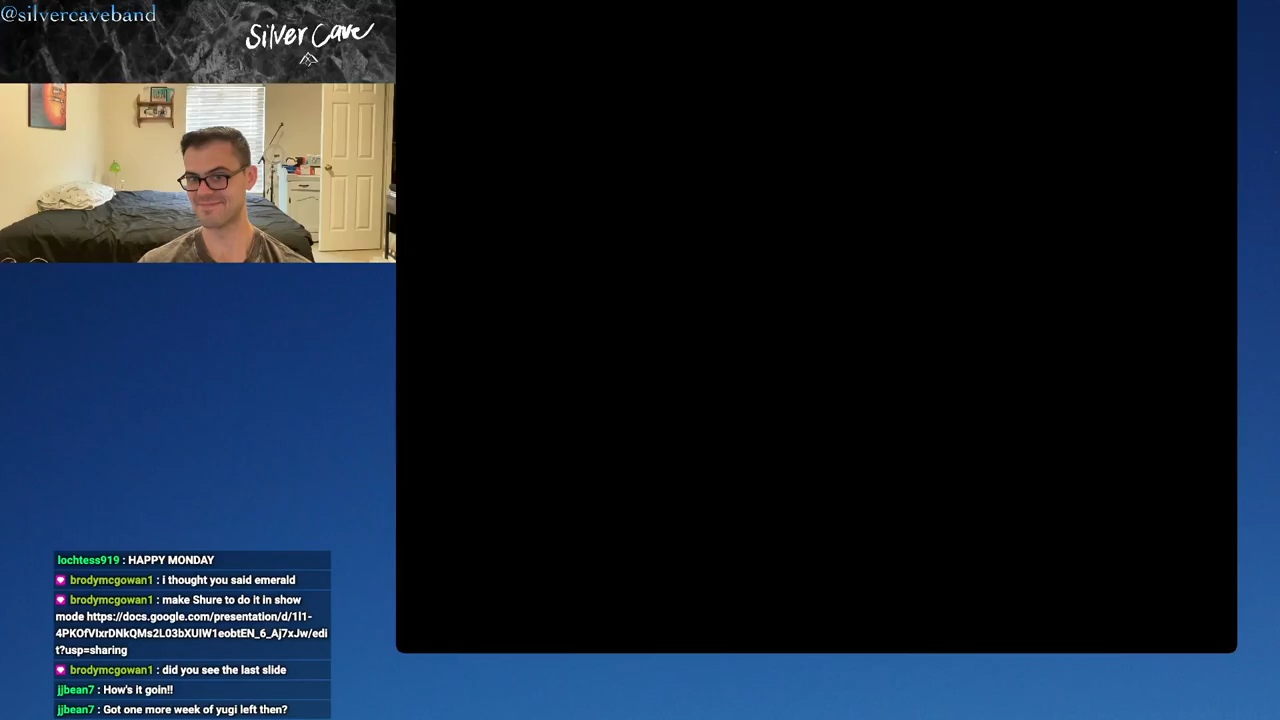 @silvercaveband
Silver Cave
lochtess919 : HAPPY MONDAY
brodymcgowan1 : i thought you said emerald
brodymcgowan1 : make Shure to do it in show
mode https://docs.google.com/presentation/d/1l1-
4PKOfVIxrDNkQMs2L03bXUIW1eobtEN_6_Aj7xJw/edi
t?usp=sharing
brodymcgowan1 : did you see the last slide
jjbean7 : How's it goin!!
jjbean7 : Got one more week of yugi left then?